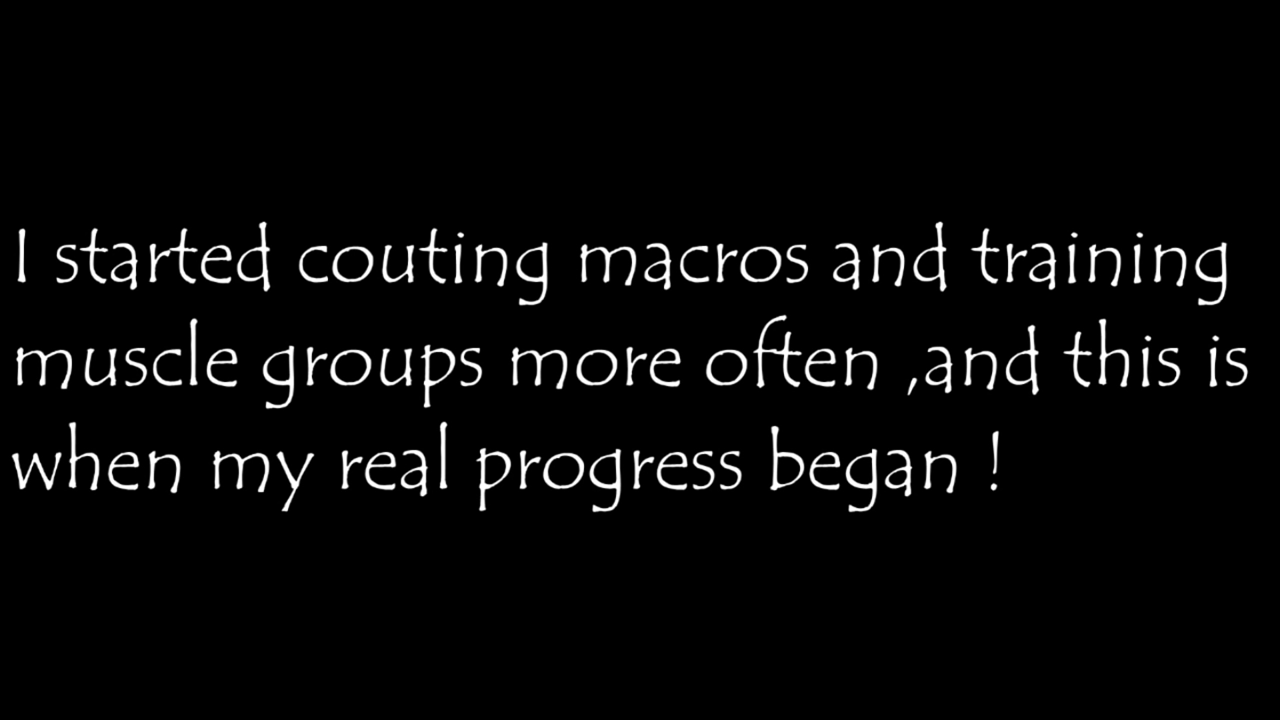 I started couting macros and training
muscle groups more often ,and this is
when my real progress began !